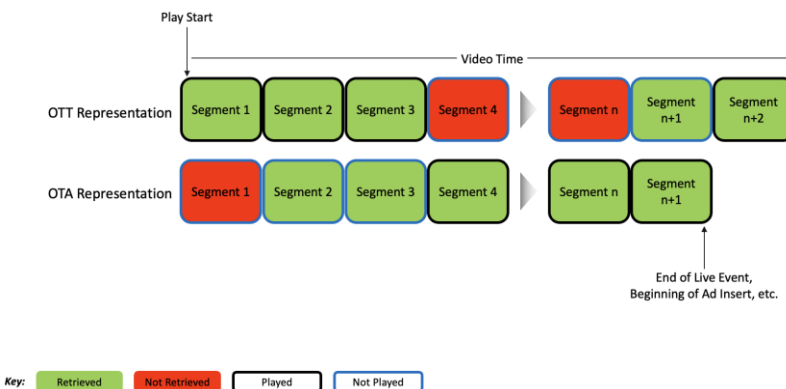 Play Start
Video Time
OTT Representation
Segment 1
Segment 2
Segment 3
Segment 4
Segment n
Segment
n+1
Segment
n+2
OTA Representation
Segment 1
Segment 2
Segment 3
Segment 4
Segment n
Segment
n+1
End of Live Event,
Beginning of Ad Insert, etc.
Key:
Retrieved
Not Retrieved
Played
Not Played